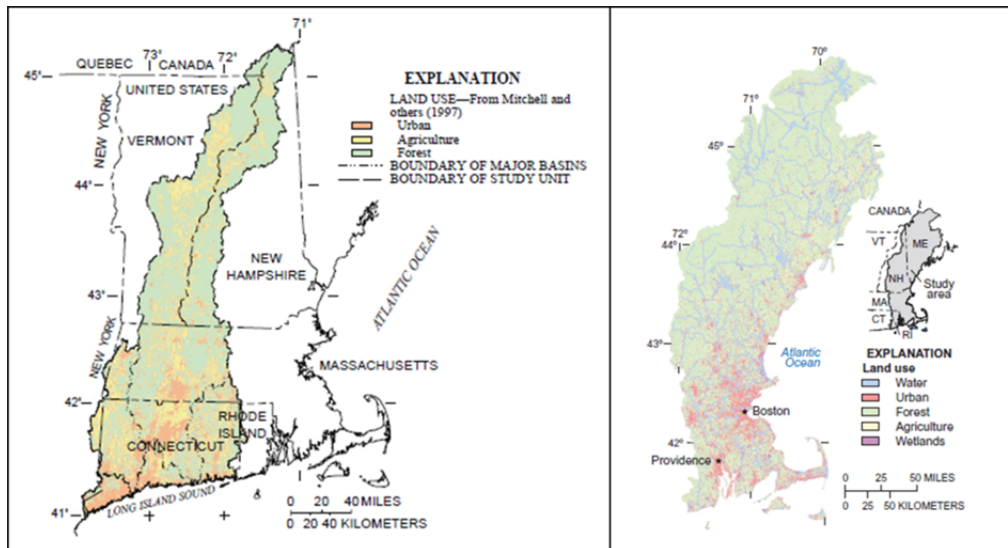 71°
73°
72°
QUEBEC
CANADA
45°
UNITED STATES
NEW YORK
VERMONT
44°
NEW
HAMPSHIRE
ATLANTIC OCEAN
43°
NEW YORK
MASSACHUSETTS
42°
RHODE
ISLAND
CONNECTICUT
LONG ISLAND SOUND
41°
0 20 40 MILES
0 20 40 KILOMETERS
EXPLANATION
LAND USE—From Mitchell and
others (1997)
Urban
Agriculture
Forest
BOUNDARY OF MAJOR BASINS
BOUNDARY OF STUDY UNIT
70°
71°
45°
72°
44°
43°
42°
Atlantic
Ocean
Boston
Providence
CANADA
VT
ME
NH
Study
area
MA
CT
RI
EXPLANATION
Land use
Water
Urban
Forest
Agriculture
Wetlands
0 25 50 MILES
0 25 50 KILOMETERS